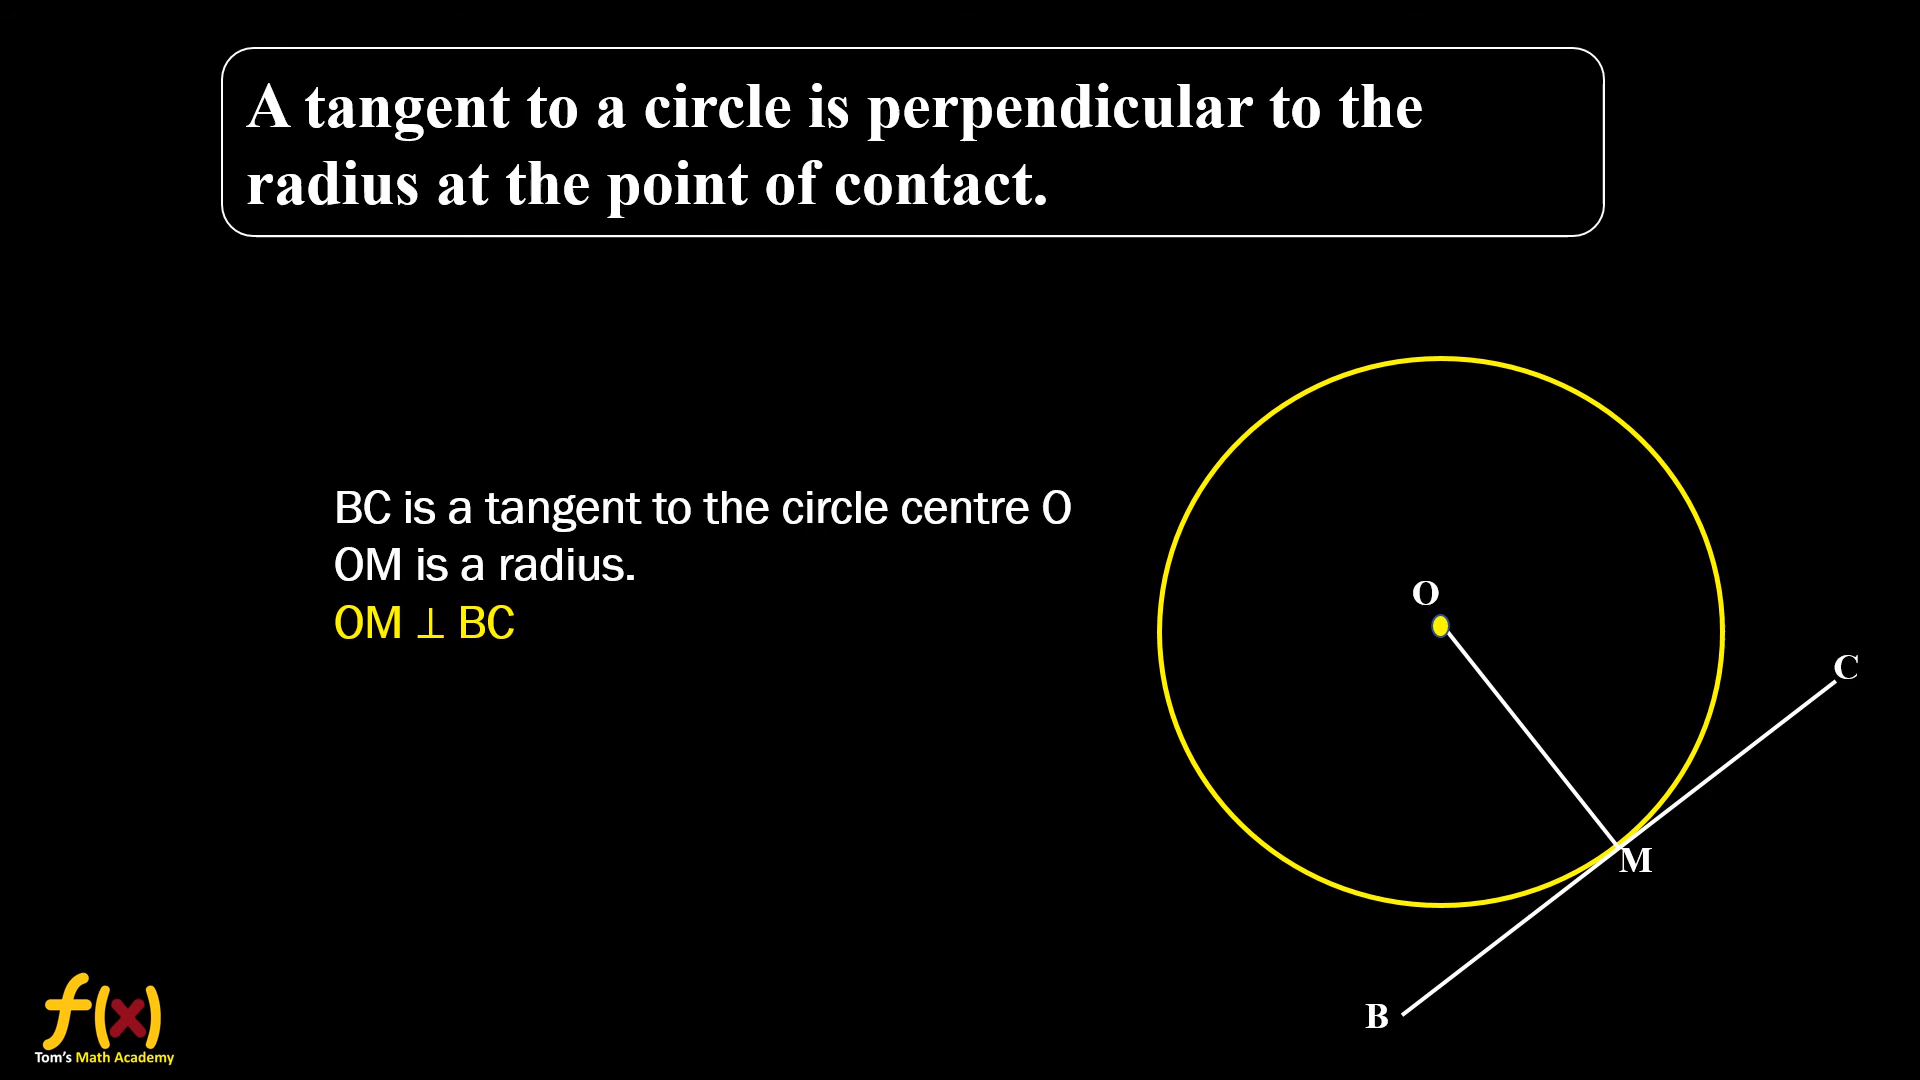 A tangent to a circle is perpendicular to the
radius at the point of contact.
BC is a tangent to the circle centre O
OM is a radius.
OM ⊥ BC
O
C
M
B
f(x)
Tom's Math Academy